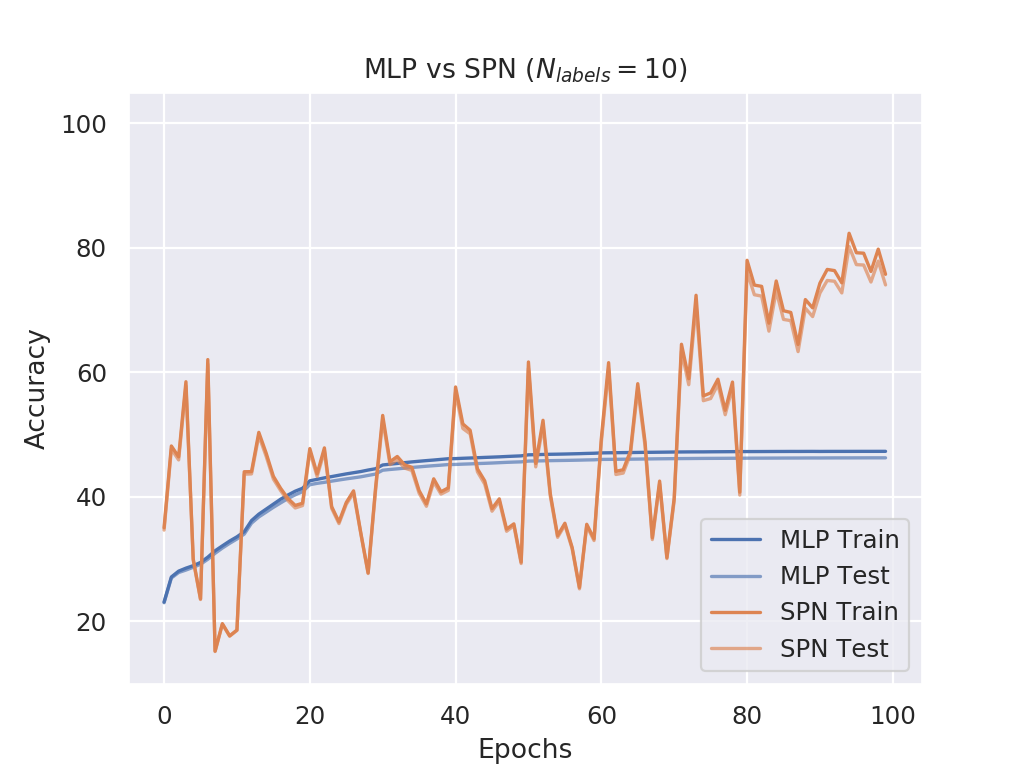 MLP vs SPN (N_labels = 10)
Accuracy
100
80
60
40
20
0 20 40 60 80 100
Epochs
MLP Train
MLP Test
SPN Train
SPN Test